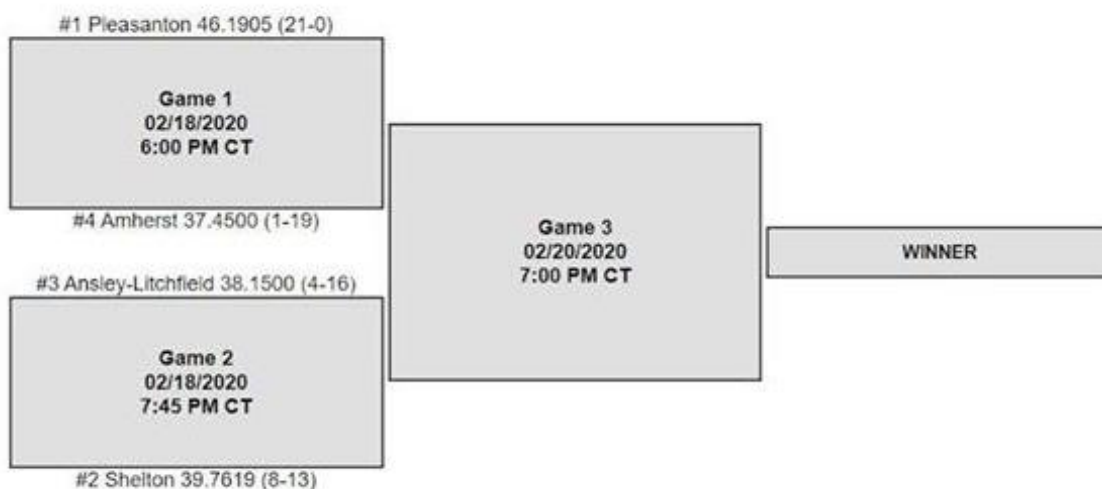 #1 Pleasanton 46.1905 (21-0)
Game 1
02/18/2020
6:00 PM CT
#4 Amherst 37.4500 (1-19)
#3 Ansley-Litchfield 38.1500 (4-16)
Game 2
02/18/2020
7:45 PM CT
#2 Shelton 39.7619 (8-13)
Game 3
02/20/2020
7:00 PM CT
WINNER